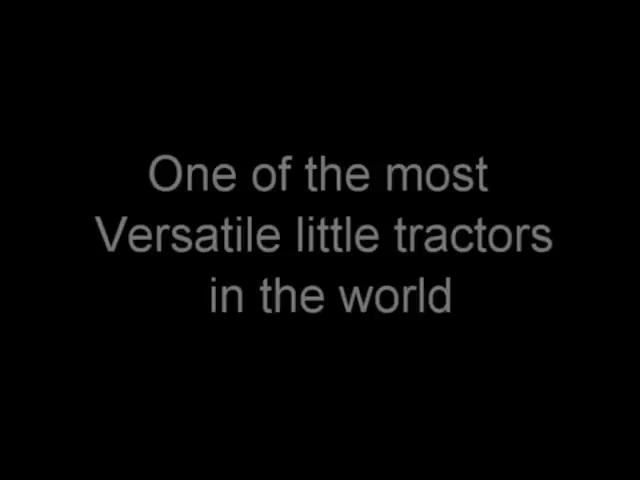 One of the most
Versatile little tractors
in the world